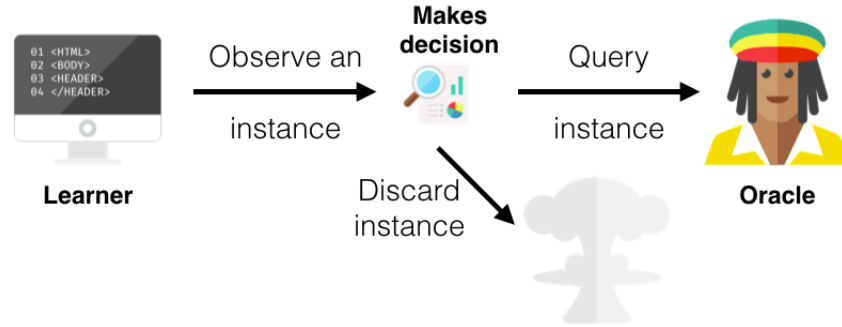 01 <HTML>
02 <BODY>
03 <HEADER>
04 </HEADER>
Learner
Observe an
instance
Makes
decision
Query
instance
Oracle
Discard
instance